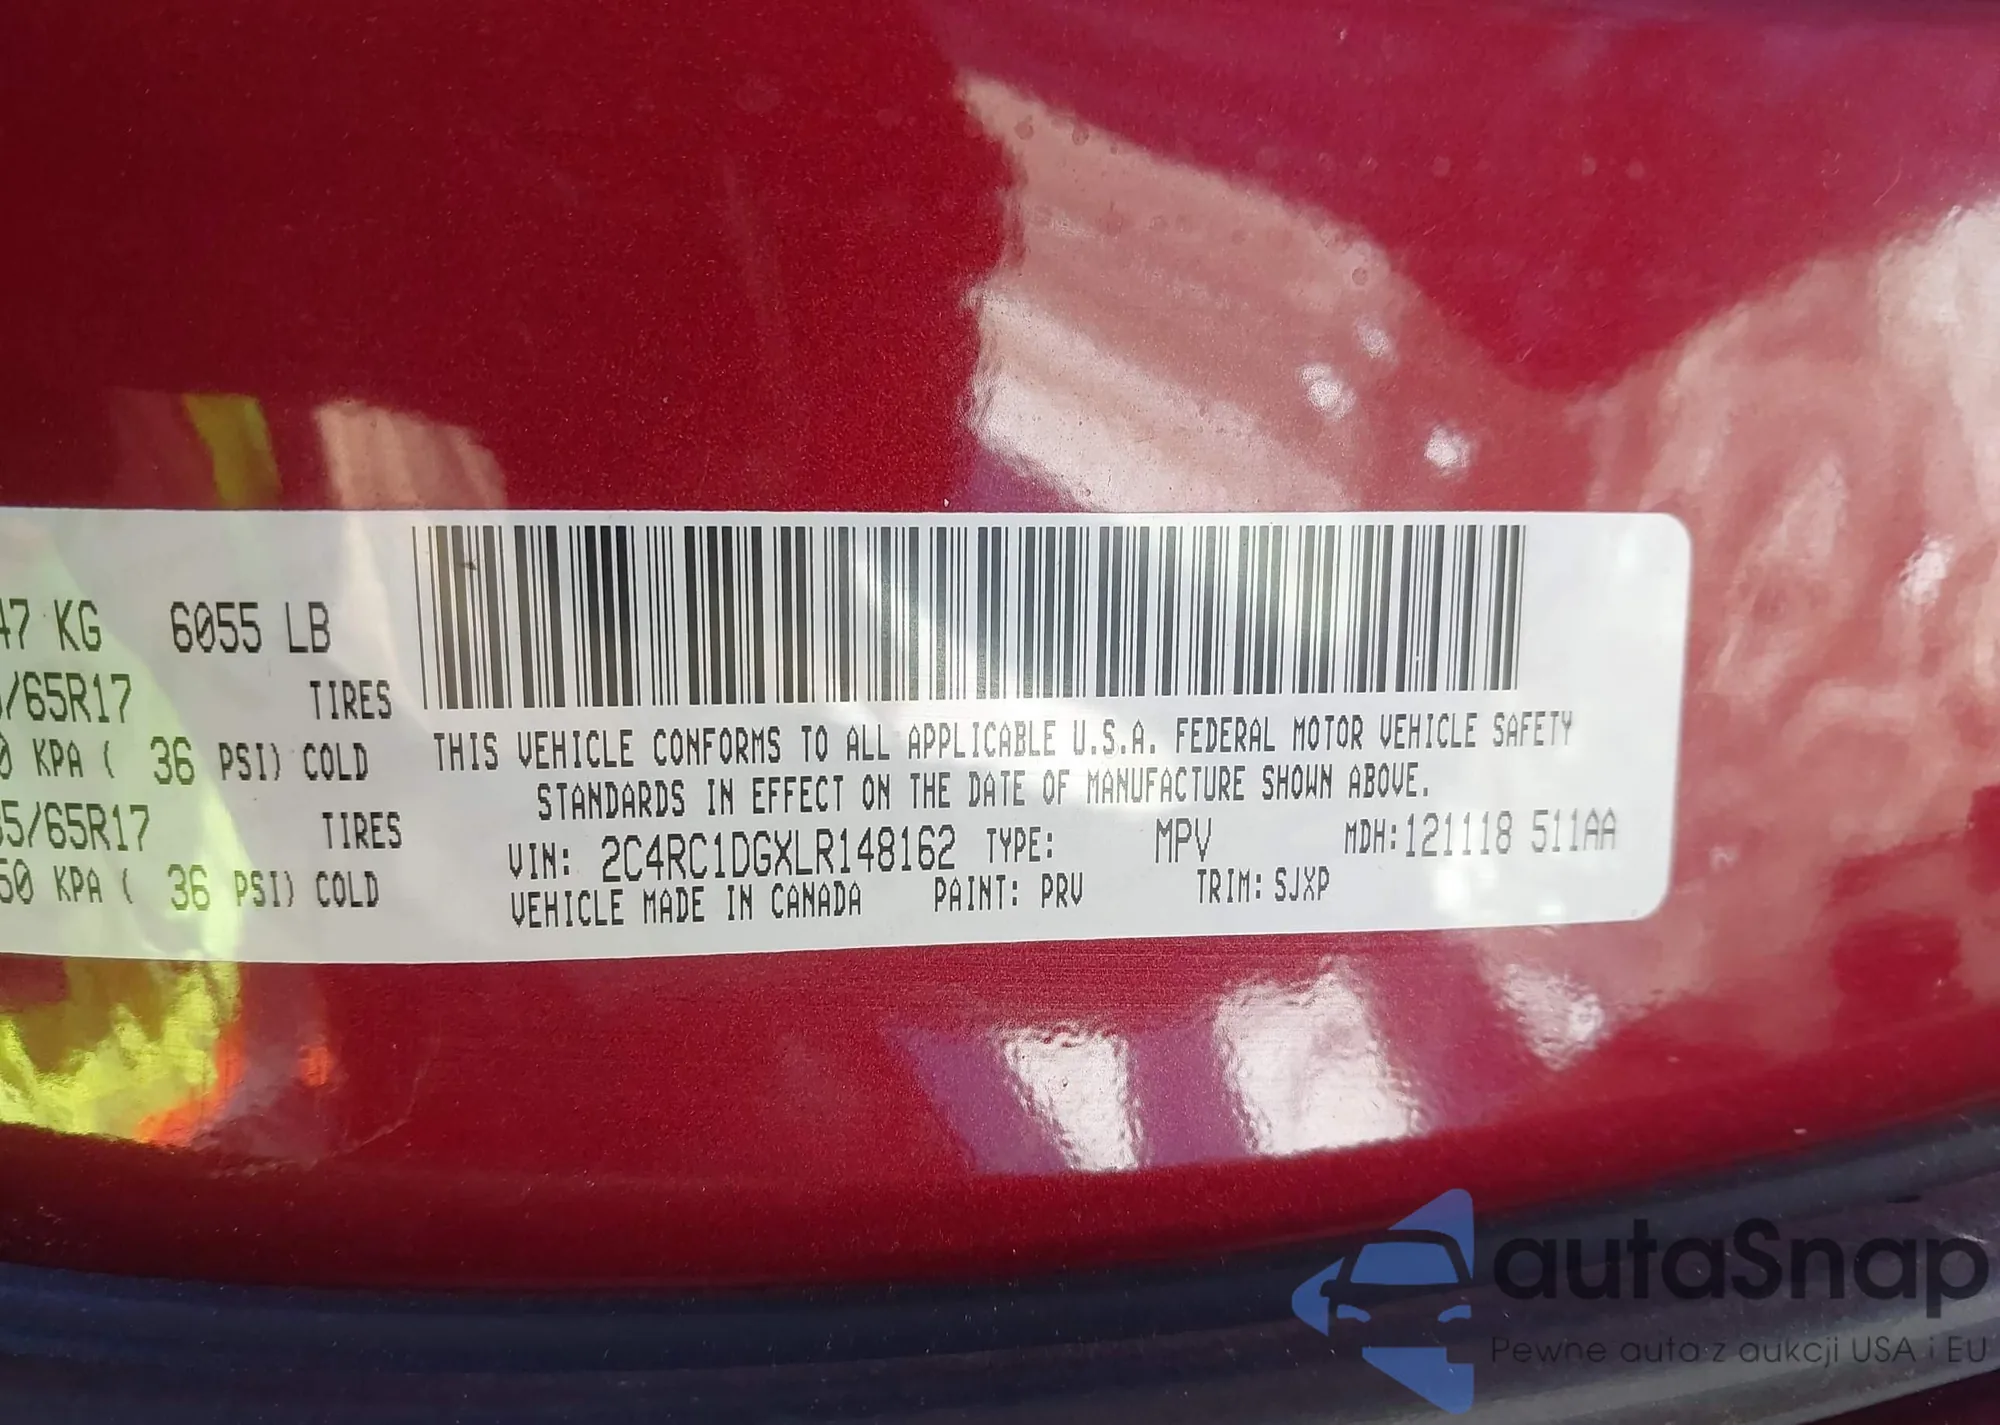 47 KG 6055 LB
/65R17 TIRES
0 KPA ( 36 PSI) COLD
35/65R17 TIRES
50 KPA ( 36 PSI) COLD
THIS VEHICLE CONFORMS TO ALL APPLICABLE U.S.A. FEDERAL MOTOR VEHICLE SAFETY
STANDARDS IN EFFECT ON THE DATE OF MANUFACTURE SHOWN ABOVE.
VIN: 2C4RC1DGXLR148162 TYPE: MPV MDH:121118 511AA
VEHICLE MADE IN CANADA PAINT: PRV TRIM:SJXP
autaSnap
Pewne auta z aukcji USA i EU